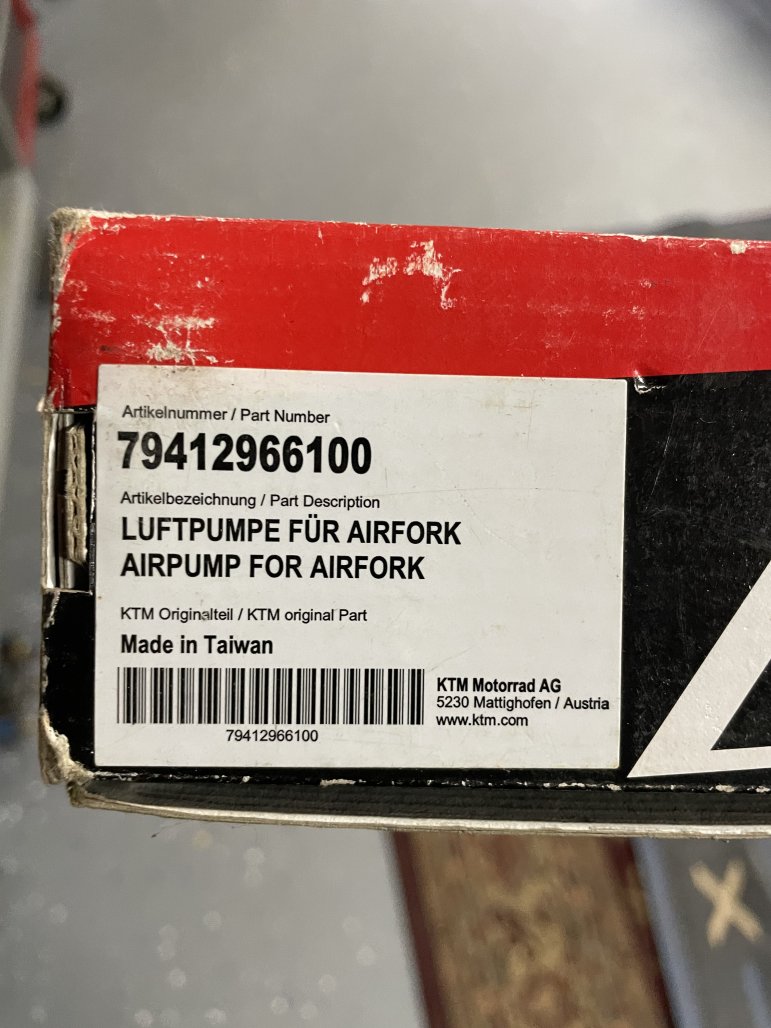 Artikelnummer / Part Number
79412966100
Artikelbezeichnung / Part Description
LUFTPUMPE FÜR AIRFORK
AIRPUMP FOR AIRFORK
KTM Originalteil / KTM original Part
Made in Taiwan
79412966100
KTM Motorrad AG
5230 Mattighofen / Austria
www.ktm.com